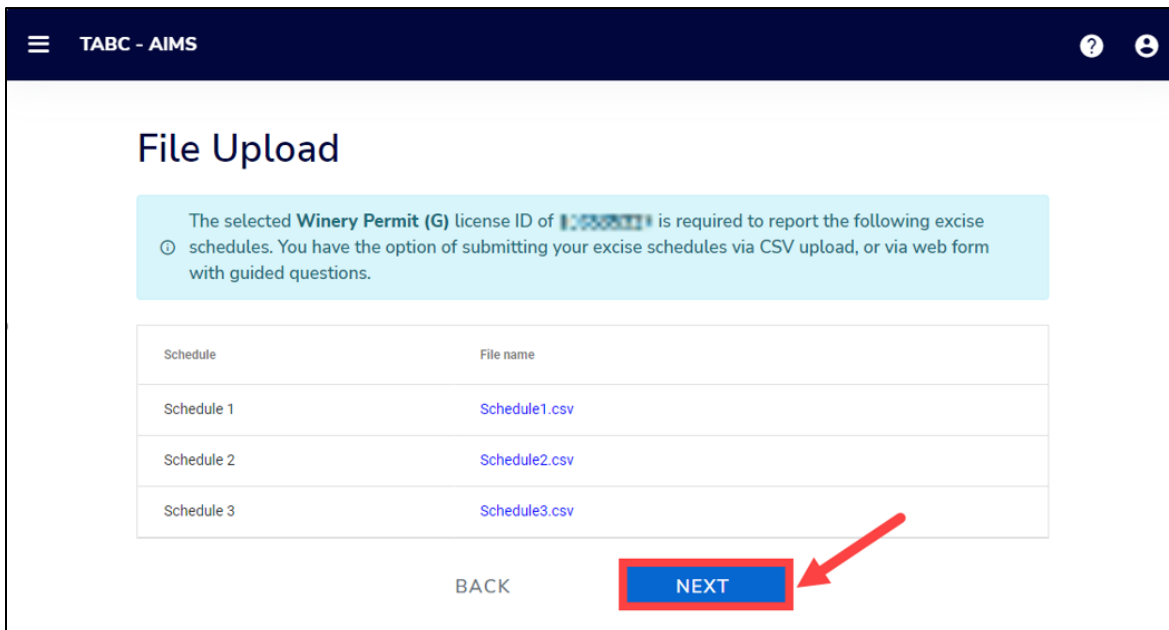 TABC - AIMS
File Upload
The selected Winery Permit (G) license ID of is required to report the following excise
schedules. You have the option of submitting your excise schedules via CSV upload, or via web form
with guided questions.
Schedule File name
Schedule 1 Schedule1.csv
Schedule 2 Schedule2.csv
Schedule 3 Schedule3.csv
BACK NEXT